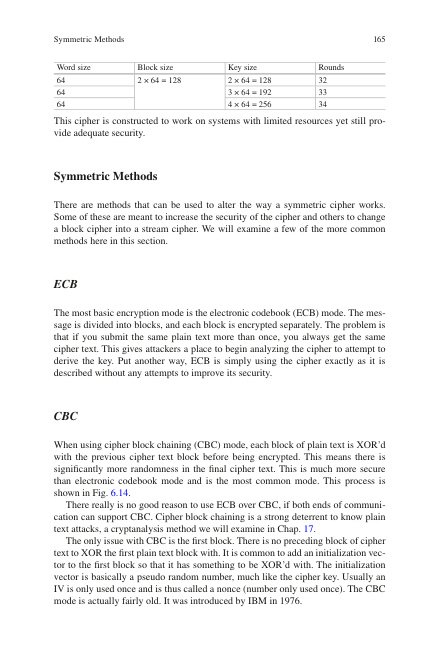 Symmetric Methods 165
Word size Block size Key size Rounds
64 2 × 64 = 128 2 × 64 = 128 32
64 3 × 64 = 192 33
64 4 × 64 = 256 34
This cipher is constructed to work on systems with limited resources yet still pro-
vide adequate security.
Symmetric Methods
There are methods that can be used to alter the way a symmetric cipher works.
Some of these are meant to increase the security of the cipher and others to change
a block cipher into a stream cipher. We will examine a few of the more common
methods here in this section.
ECB
The most basic encryption mode is the electronic codebook (ECB) mode. The mes-
sage is divided into blocks, and each block is encrypted separately. The problem is
that if you submit the same plain text more than once, you always get the same
cipher text. This gives attackers a place to begin analyzing the cipher to attempt to
derive the key. Put another way, ECB is simply using the cipher exactly as it is
described without any attempts to improve its security.
CBC
When using cipher block chaining (CBC) mode, each block of plain text is XOR’d
with the previous cipher text block before being encrypted. This means there is
significantly more randomness in the final cipher text. This is much more secure
than electronic codebook mode and is the most common mode. This process is
shown in Fig. 6.14.
There really is no good reason to use ECB over CBC, if both ends of communi-
cation can support CBC. Cipher block chaining is a strong deterrent to know plain
text attacks, a cryptanalysis method we will examine in Chap. 17.
The only issue with CBC is the first block. There is no preceding block of cipher
text to XOR the first plain text block with. It is common to add an initialization vec-
tor to the first block so that it has something to be XOR’d with. The initialization
vector is basically a pseudo random number, much like the cipher key. Usually an
IV is only used once and is thus called a nonce (number only used once). The CBC
mode is actually fairly old. It was introduced by IBM in 1976.